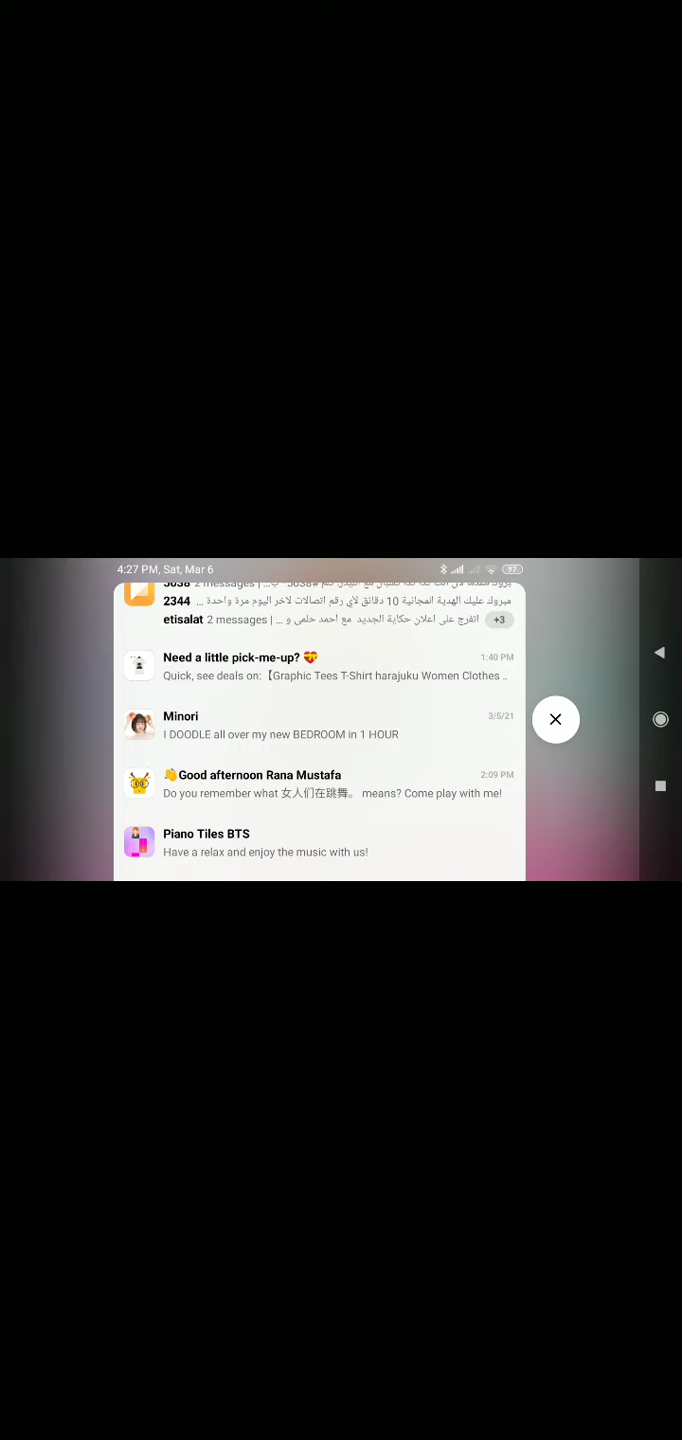 4:27 PM, Sat, Mar 6
97
5038 2 messages |
2344 مبروك عليك الهدية المجانية 10 دقائق لأي رقم اتصالات لاخر اليوم مرة واحدة ...
etisalat 2 messages | اتفرج على اعلان حكاية الجديد مع احمد حلمى و ...
+3
Need a little pick-me-up? 💝
1:40 PM
Quick, see deals on:【Graphic Tees T-Shirt harajuku Women Clothes ..
Minori
3/5/21
I DOODLE all over my new BEDROOM in 1 HOUR
👋Good afternoon Rana Mustafa
2:09 PM
Do you remember what 女人们在跳舞。 means? Come play with me!
Piano Tiles BTS
Have a relax and enjoy the music with us!